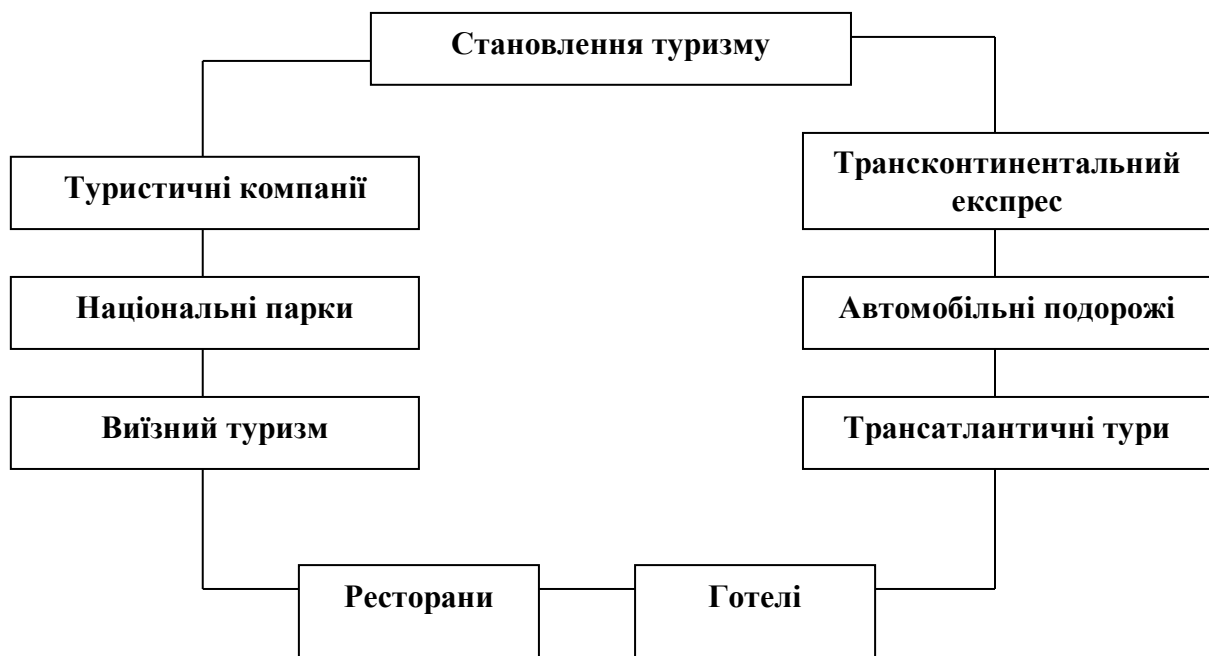 Становлення туризму
Туристичні компанії
Трансконтинентальний
експрес
Національні парки
Автомобільні подорожі
Виїзний туризм
Трансатлантичні тури
Ресторани
Готелі